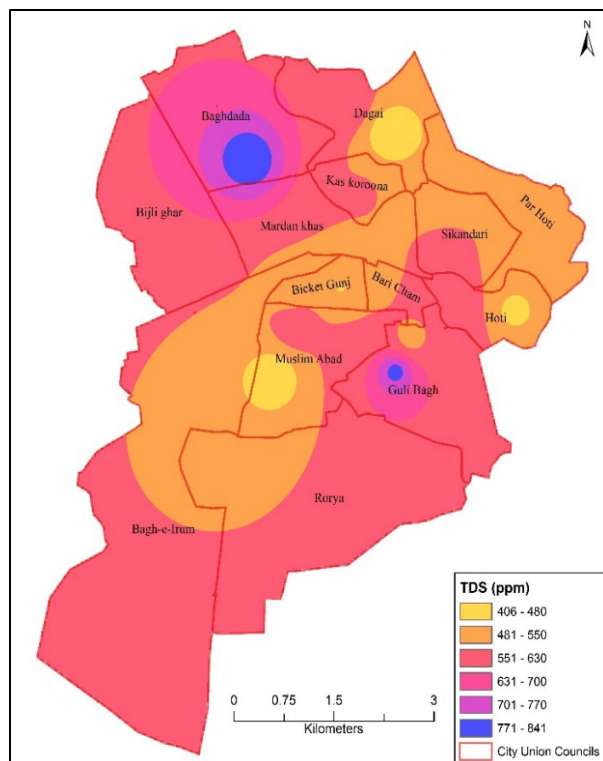 N
Dagai
Baghdada
Kas koroona
Par Hoti
Bijli ghar
Mardan khas
Sikandari
Bicket Gunj
Bari Cham
Hoti
Muslim Abad
Guli Bagh
Rorya
Bagh-e-Irum
TDS (ppm)
406 - 480
481 - 550
551 - 630
631 - 700
701 - 770
771 - 841
City Union Councils
0 0.75 1.5 3
Kilometers